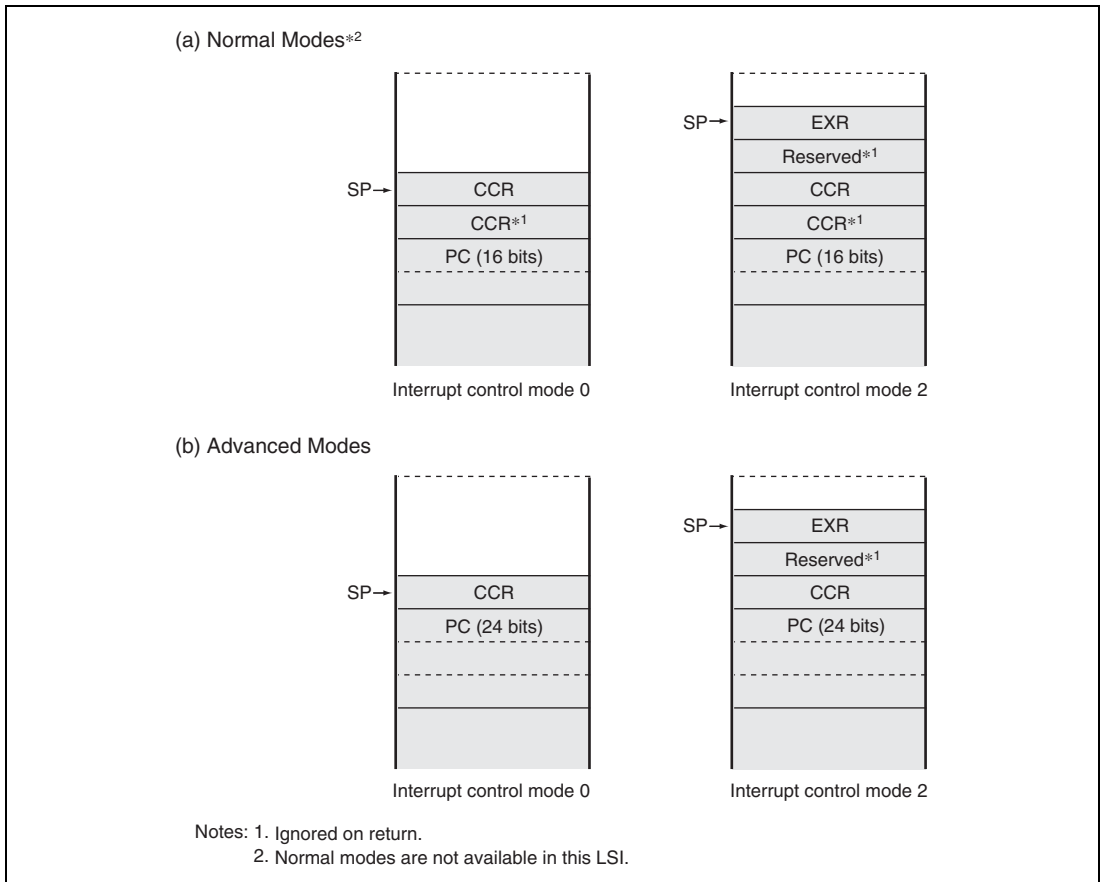 (a) Normal Modes*2
SP→ CCR
CCR*1
PC (16 bits)
Interrupt control mode 0
SP→ EXR
Reserved*1
CCR
CCR*1
PC (16 bits)
Interrupt control mode 2
(b) Advanced Modes
SP→ CCR
PC (24 bits)
Interrupt control mode 0
SP→ EXR
Reserved*1
CCR
PC (24 bits)
Interrupt control mode 2
Notes: 1. Ignored on return.
2. Normal modes are not available in this LSI.